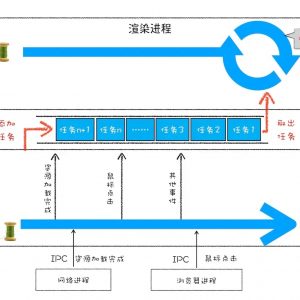 渲染进程
添加
任务
任务n+1
任务n
……
任务3
任务2
任务1
取出
任务
资源加载完成
鼠标点击
其他事件
IPC
资源加载完成
IPC
鼠标点击
网络进程
浏览器进程